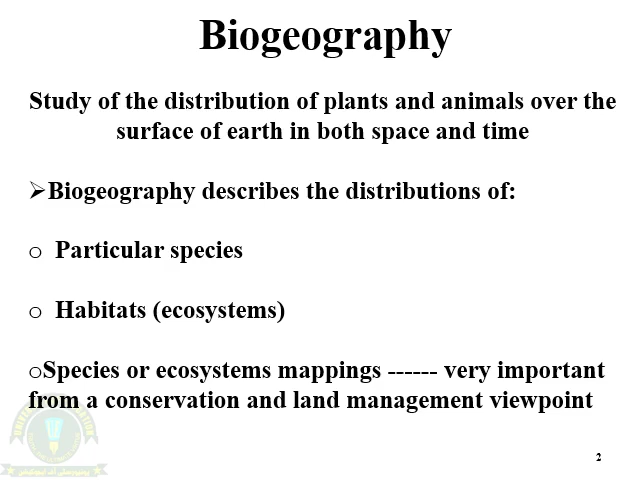 Biogeography
Study of the distribution of plants and animals over the
surface of earth in both space and time
➢Biogeography describes the distributions of:
o Particular species
o Habitats (ecosystems)
oSpecies or ecosystems mappings ------ very important
from a conservation and land management viewpoint
2